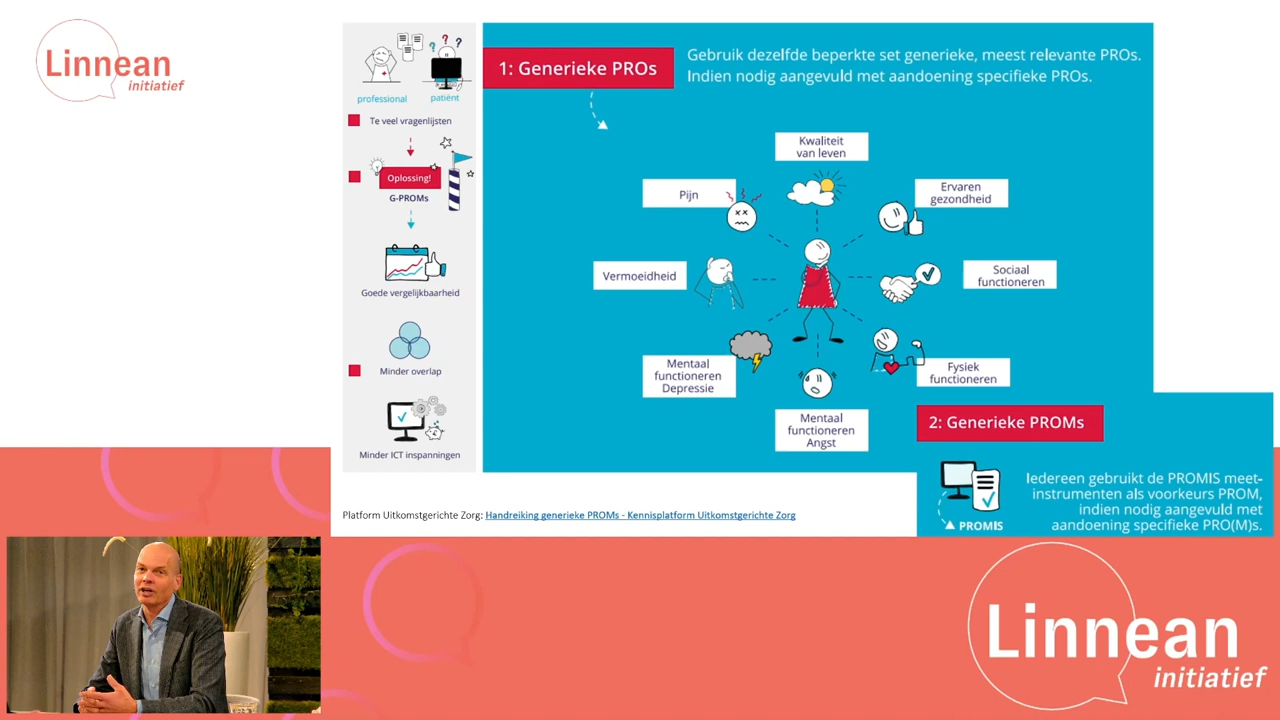 Linnean
initiatief
professional
patiënt
Te veel vragenlijsten
Oplossing!
G-PROMs
Goede vergelijkbaarheid
Minder overlap
Minder ICT inspanningen
1: Generieke PROs
Gebruik dezelfde beperkte set generieke, meest relevante PROs.
Indien nodig aangevuld met aandoening specifieke PROs.
Kwaliteit
van leven
Pijn
Ervaren
gezondheid
Vermoeidheid
Sociaal
functioneren
Mentaal
functioneren
Depressie
Fysiek
functioneren
Mentaal
functioneren
Angst
2: Generieke PROMs
PROMIS
Iedereen gebruikt de PROMIS meet-
instrumenten als voorkeurs PROM,
indien nodig aangevuld met
aandoening specifieke PRO(M)s.
Platform Uitkomstgerichte Zorg: Handreiking generieke PROMs - Kennisplatform Uitkomstgerichte Zorg
Linnean
initiatief